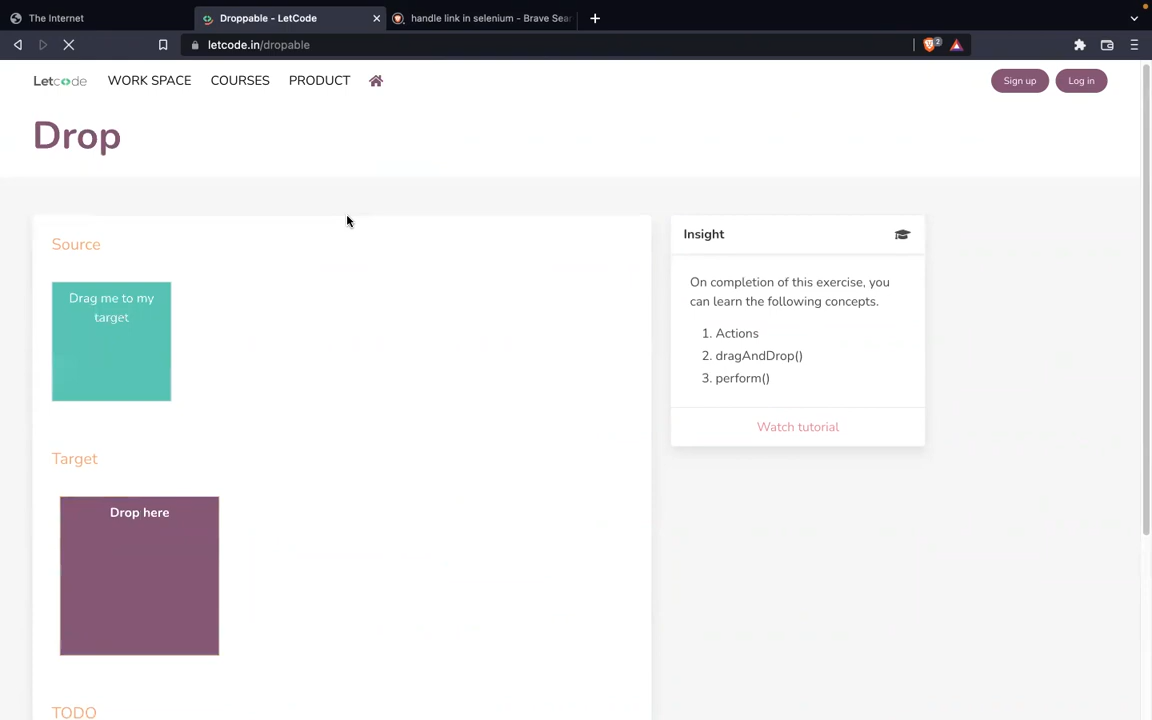 The Internet
Droppable - LetCode
handle link in selenium - Brave Sear
letcode.in/dropable
2
Letcode
WORK SPACE
COURSES
PRODUCT
Sign up
Log in
Drop
Source
Drag me to my
target
Target
Drop here
TODO
Insight
On completion of this exercise, you
can learn the following concepts.
1. Actions
2. dragAndDrop()
3. perform()
Watch tutorial